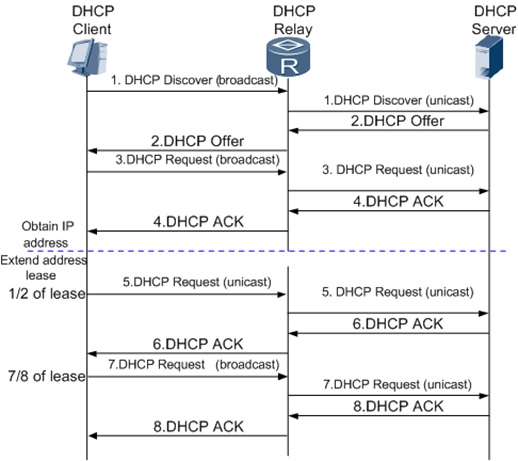 DHCP
Client
DHCP
Relay
DHCP
Server
R
1. DHCP Discover (broadcast)
1.DHCP Discover (unicast)
2.DHCP Offer
2.DHCP Offer
3.DHCP Request (broadcast)
3. DHCP Request (unicast)
4.DHCP ACK
4.DHCP ACK
Obtain IP
address
Extend address
lease
1/2 of lease
5.DHCP Request (unicast)
5. DHCP Request (unicast)
6.DHCP ACK
6.DHCP ACK
7.DHCP Request (broadcast)
7/8 of lease
7.DHCP Request (unicast)
8.DHCP ACK
8.DHCP ACK